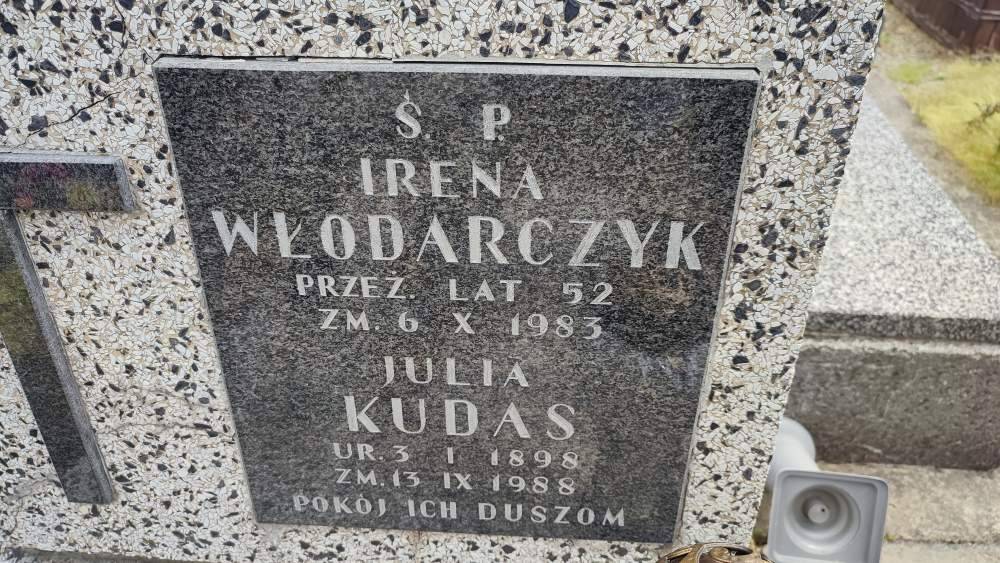 Ś. P.
IRENA
WŁODARCZYK
PRZEŻ. LAT 52
ZM. 6 X 1983
JULIA
KUDAS
UR. 3 I 1898
ZM. 13 IX 1988
POKÓJ ICH DUSZOM